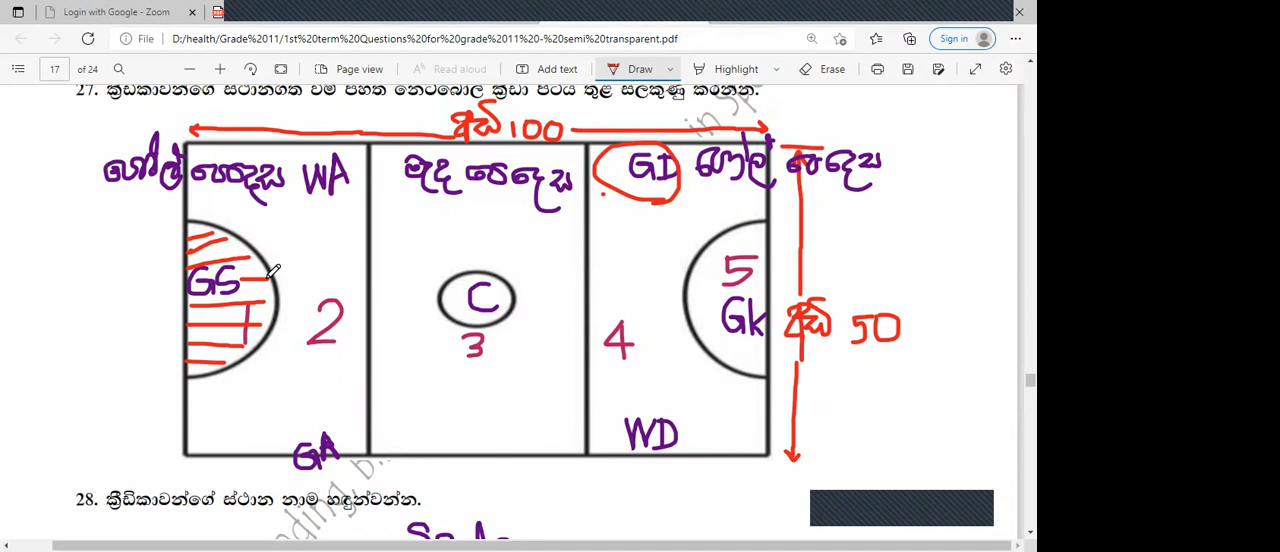 Login with Google - Zoom
File D:/health/Grade%2011/1st%20term%20Questions%20for%20grade%2011%20-%20semi%20transparent.pdf Sign in
17 of 24 Page view Read aloud Add text Draw Highlight Erase
27. ක්‍රීඩිකාවන්ගේ ස්ථානගත වීම පහත නෙට්බෝල් ක්‍රීඩා පිටිය තුළ සලකුණු කරන්න.
අඩි 100
ගෝල් පෙදෙස WA මැද පෙදෙස GD ගෝල් පෙදෙස
GS C 5
1 2 3 4 Gk අඩි 50
GA WD
28. ක්‍රීඩිකාවන්ගේ ස්ථාන නාම හඳුන්වන්න.